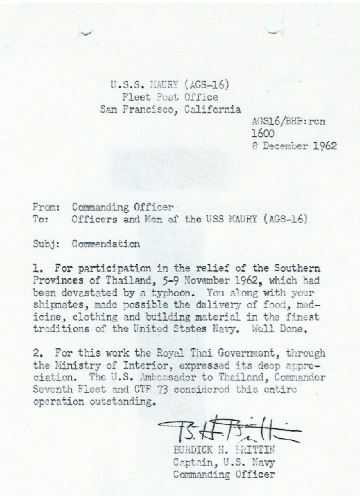 U.S.S. MAURY (AGS-16)
Fleet Post Office
San Francisco, California
AGS16/BHB:rcn
1600
8 December 1962
From: Commanding Officer
To: Officers and Men of the USS MAURY (AGS-16)
Subj: Commendation
1. For participation in the relief of the Southern
Provinces of Thailand, 5-9 November 1962, which had
been devastated by a typhoon. You along with your
shipmates, made possible the delivery of food, med-
icine, clothing and building material in the finest
traditions of the United States Navy. Well Done.
2. For this work the Royal Thai Government, through
the Ministry of Interior, expressed its deep appre-
ciation. The U.S. Ambassador to Thailand, Commander
Seventh Fleet and CTF 73 considered this entire
operation outstanding.
B. H. Brittin
BURDICK H. BRITTIN
Captain, U.S. Navy
Commanding Officer